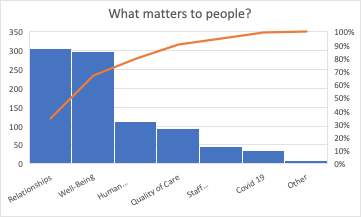 What matters to people?
350
300
250
200
150
100
50
0
100%
90%
80%
70%
60%
50%
40%
30%
20%
10%
0%
Relationships
Well-Being
Human...
Quality of Care
Staff...
Covid 19
Other